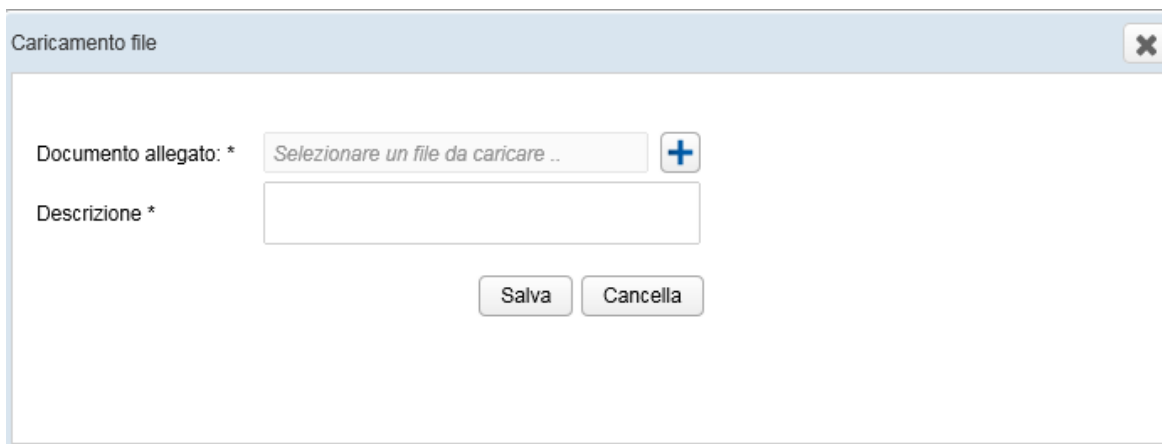 Caricamento file
Documento allegato: * Selezionare un file da caricare ..
Descrizione *
Salva Cancella